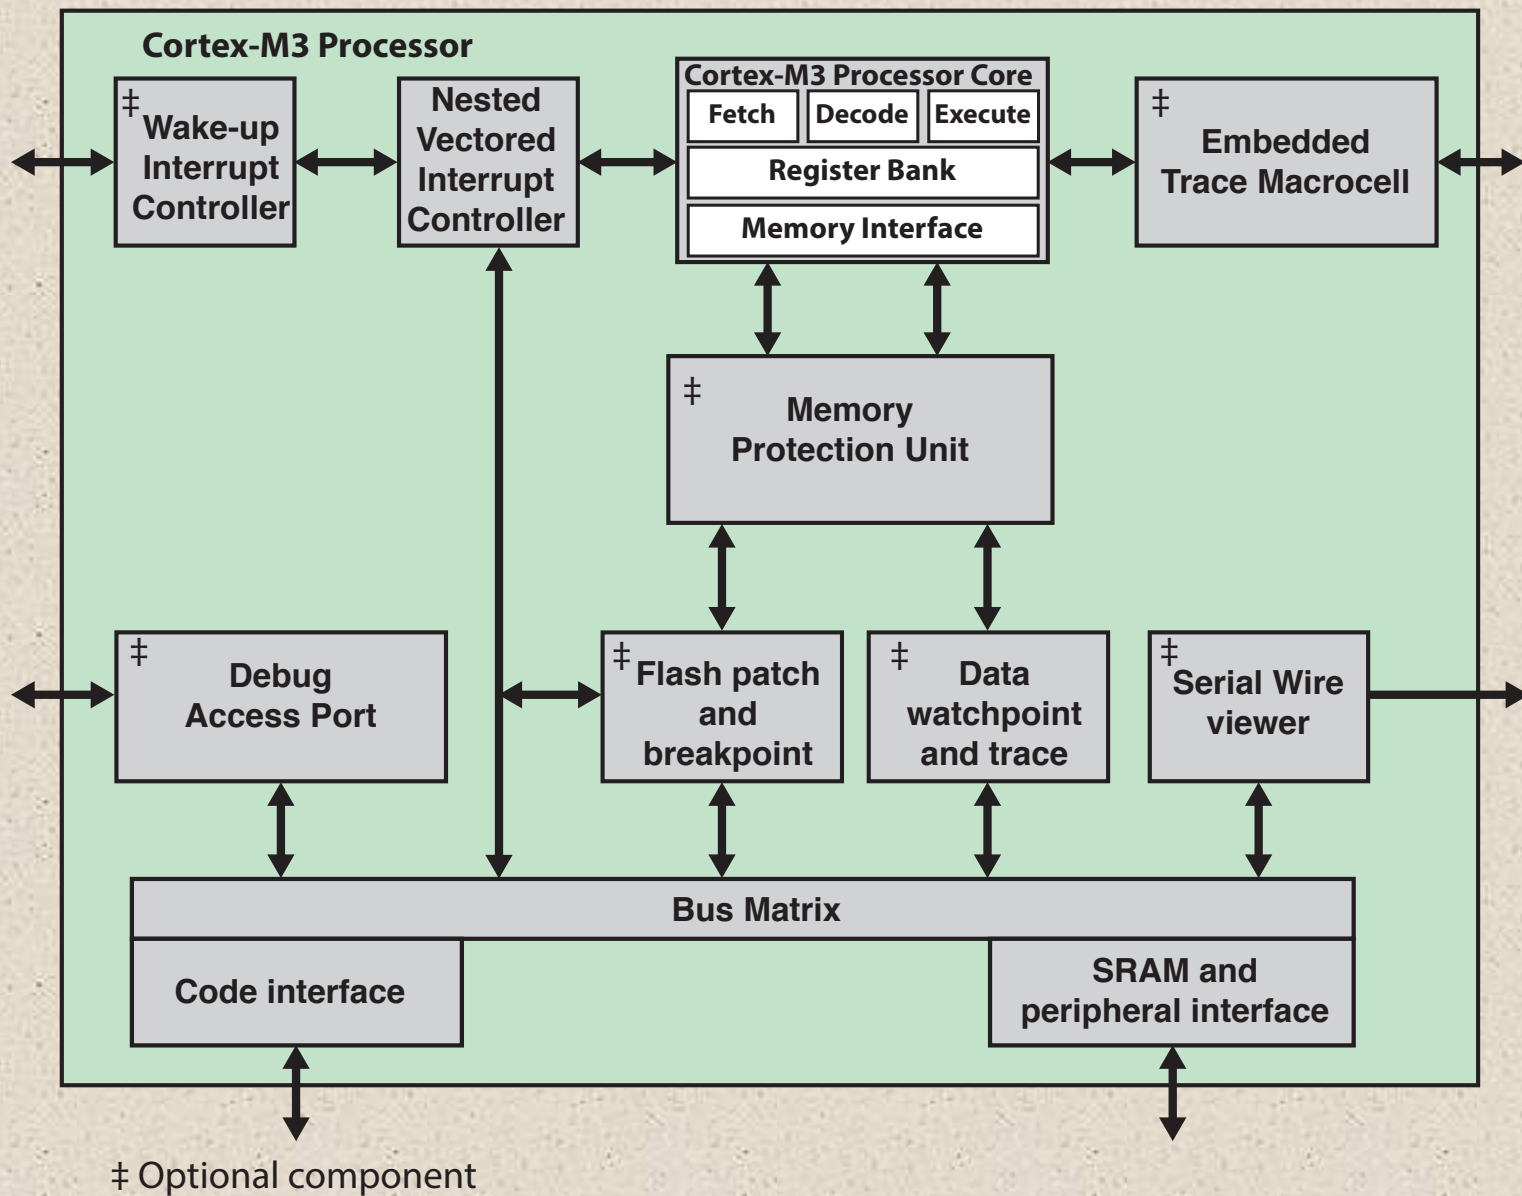 Cortex-M3 Processor
‡ Wake-up
Interrupt
Controller
Nested
Vectored
Interrupt
Controller
Cortex-M3 Processor Core
Fetch
Decode
Execute
Register Bank
Memory Interface
‡
Embedded
Trace Macrocell
‡
Memory
Protection Unit
‡
Debug
Access Port
‡ Flash patch
and
breakpoint
‡
Data
watchpoint
and trace
‡
Serial Wire
viewer
Bus Matrix
Code interface
SRAM and
peripheral interface
‡ Optional component